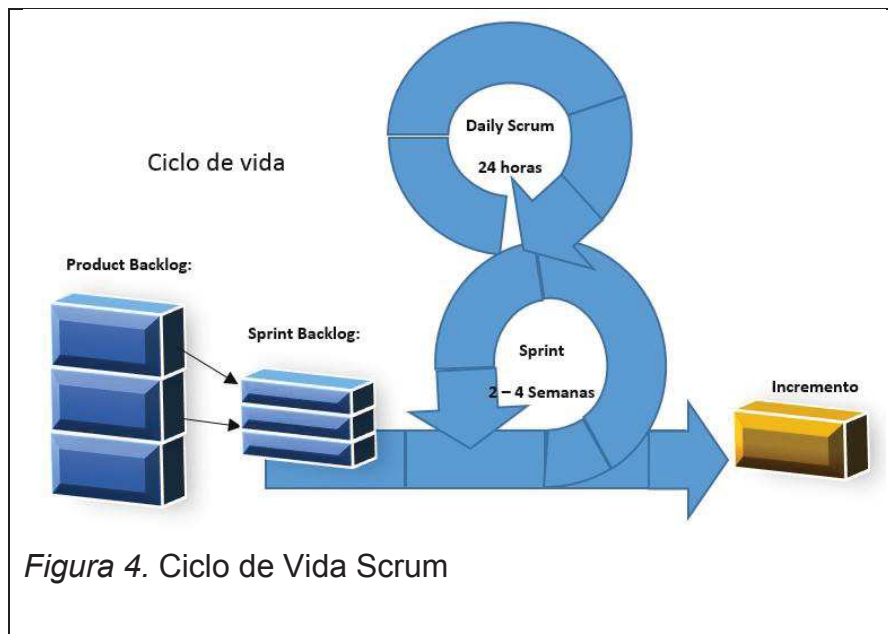 Daily Scrum
24 horas
Ciclo de vida
Product Backlog:
Sprint Backlog:
Sprint
2 – 4 Semanas
Incremento
Figura 4. Ciclo de Vida Scrum